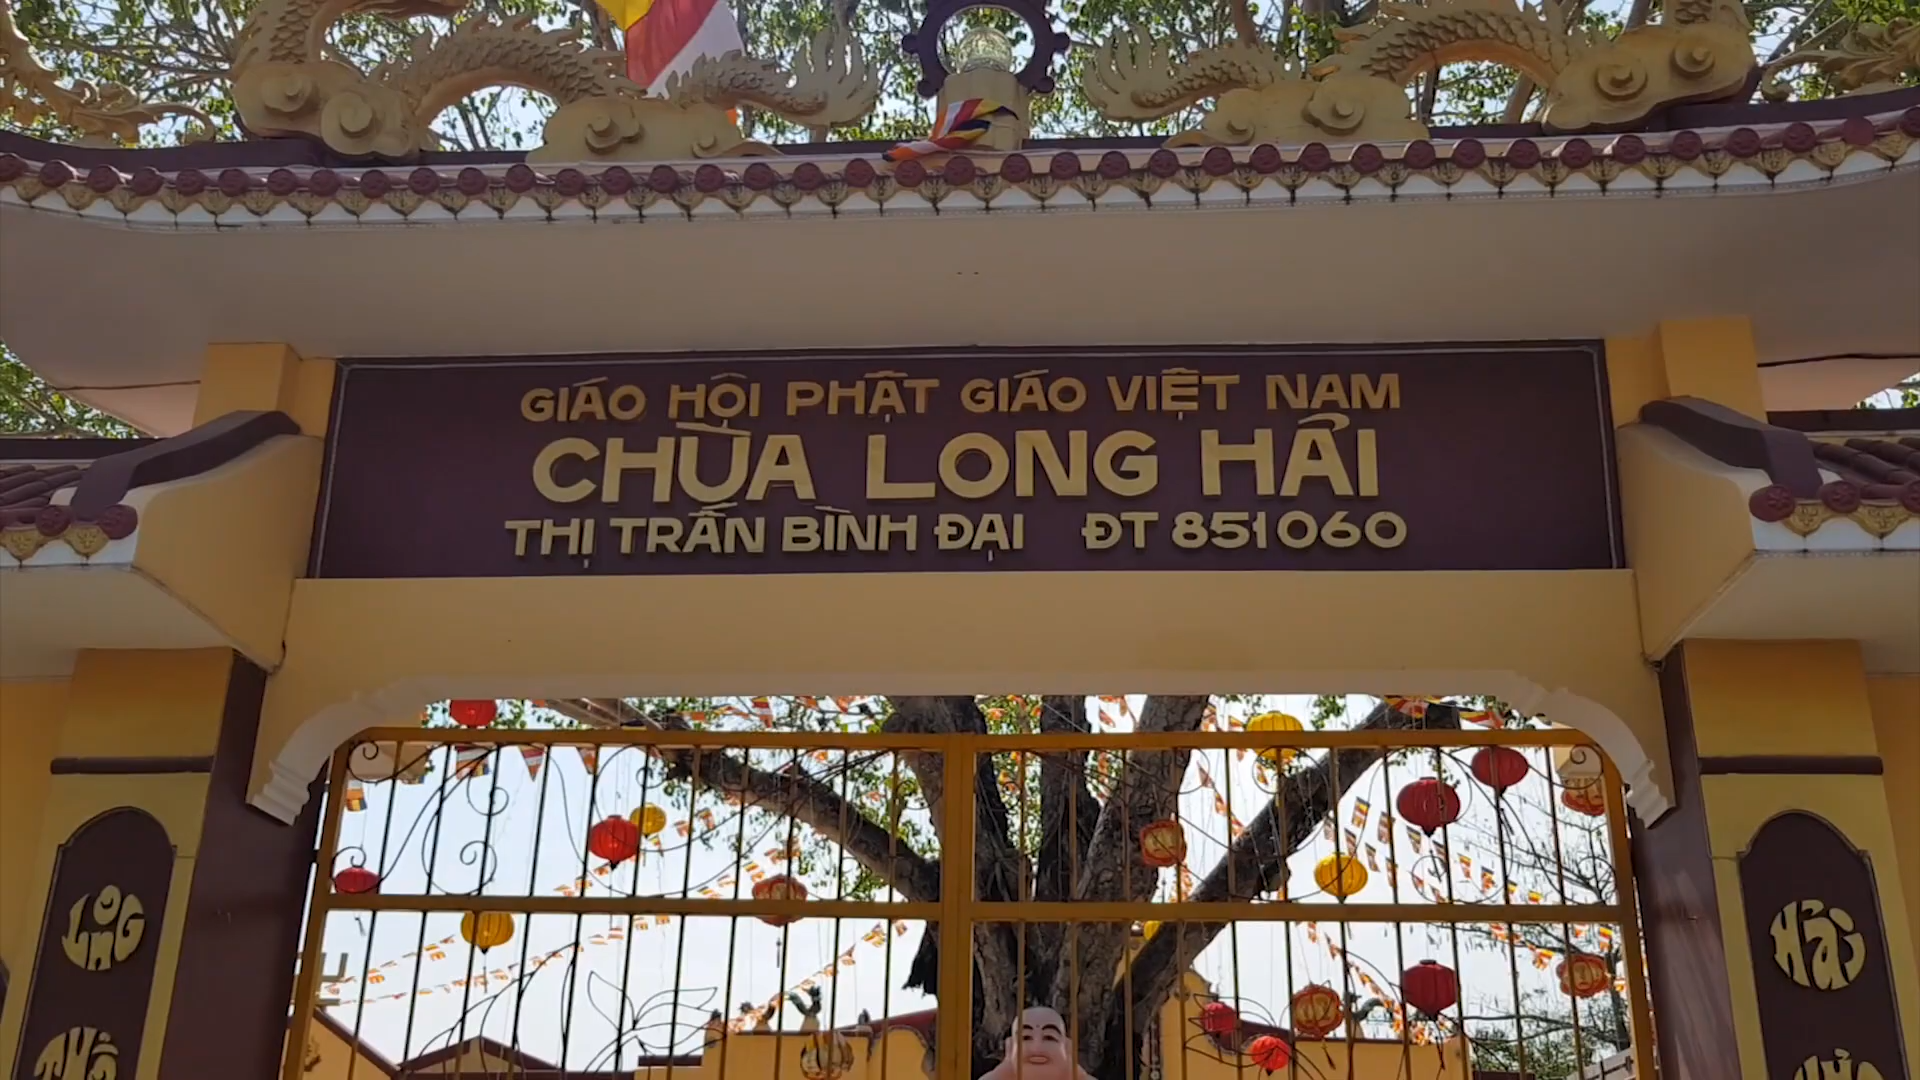 GIÁO HỘI PHẬT GIÁO VIỆT NAM
CHÙA LONG HẢI
THỊ TRẤN BÌNH ĐẠI ĐT 851060
LONG
HẢI